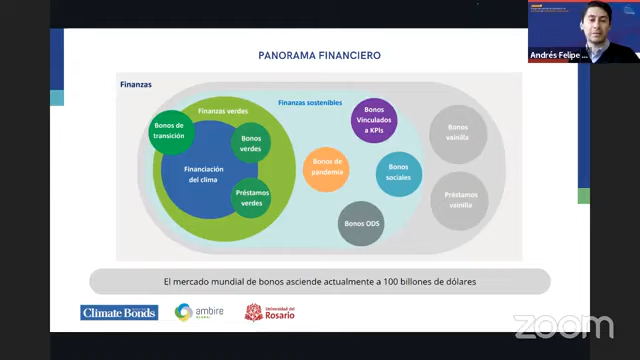 PANORAMA FINANCIERO
Finanzas
Finanzas verdes
Finanzas sostenibles
Bonos de
transición
Bonos
verdes
Financiación
del clima
Préstamos
verdes
Bonos
Vinculados
a KPIs
Bonos de
pandemia
Bonos
sociales
Bonos ODS
Bonos
vainilla
Préstamos
vainilla
El mercado mundial de bonos asciende actualmente a 100 billones de dólares
Climate Bonds
ambire
GLOBAL
Universidad del
Rosario
Andrés Felipe ...
zoom